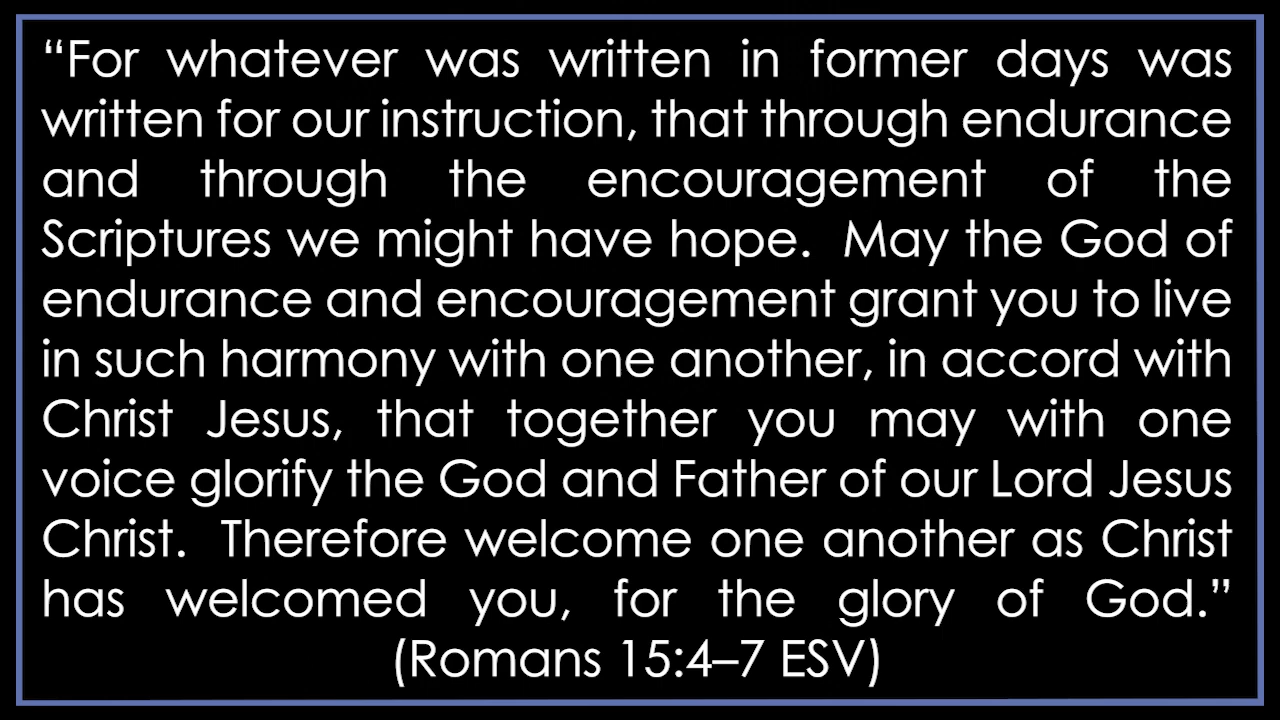 “For whatever was written in former days was
written for our instruction, that through endurance
and through the encouragement of the
Scriptures we might have hope.  May the God of
endurance and encouragement grant you to live
in such harmony with one another, in accord with
Christ Jesus, that together you may with one
voice glorify the God and Father of our Lord Jesus
Christ.  Therefore welcome one another as Christ
has welcomed you, for the glory of God.”
(Romans 15:4–7 ESV)